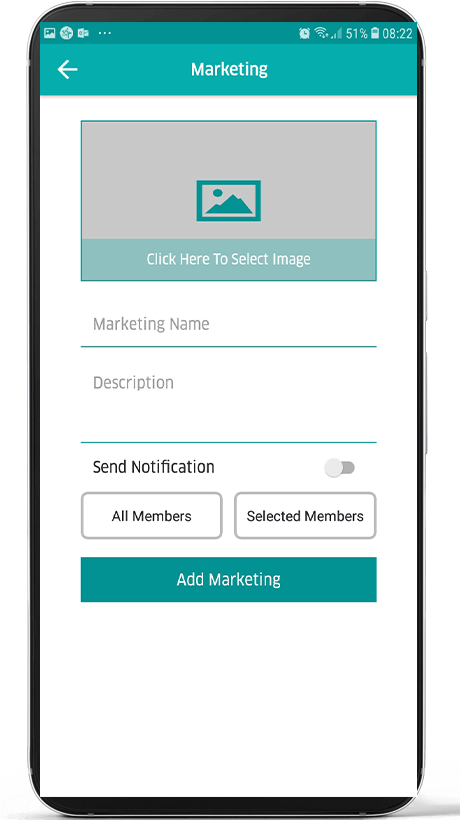 51% 08:22
Marketing
Click Here To Select Image
Marketing Name
Description
Send Notification
All Members Selected Members
Add Marketing